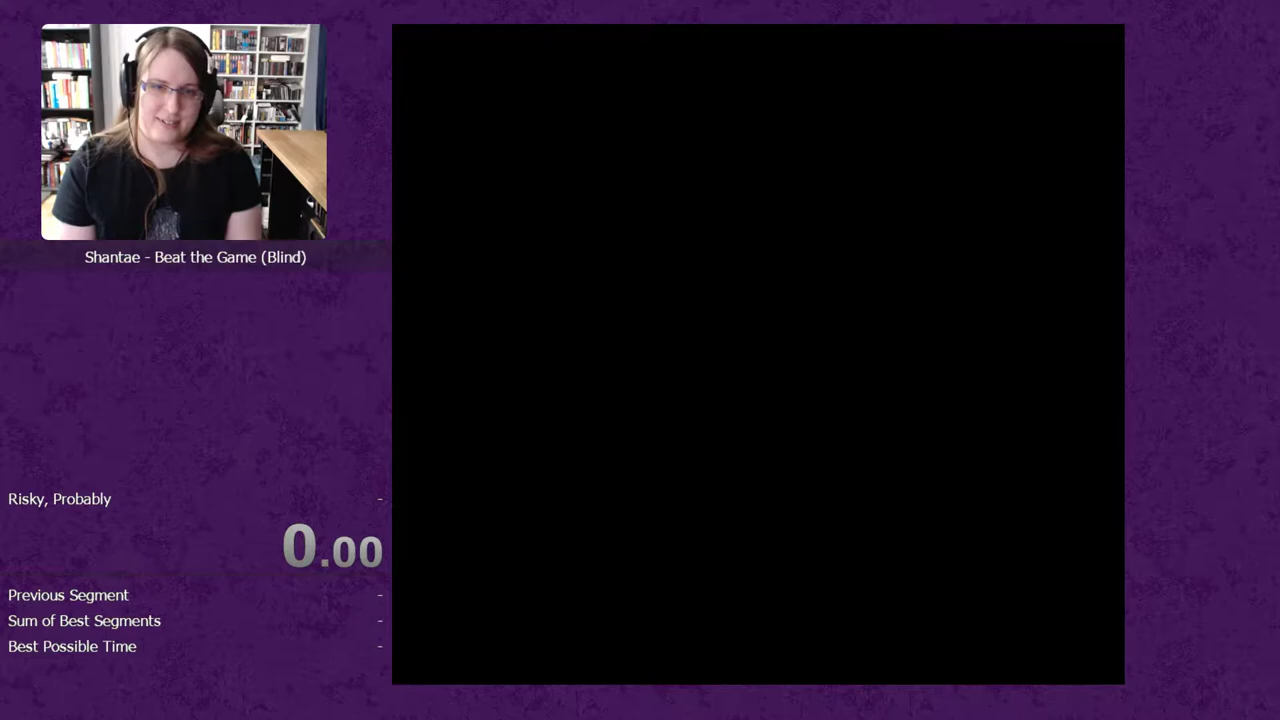 Shantae - Beat the Game (Blind)
Risky, Probably -
0.00
Previous Segment -
Sum of Best Segments -
Best Possible Time -